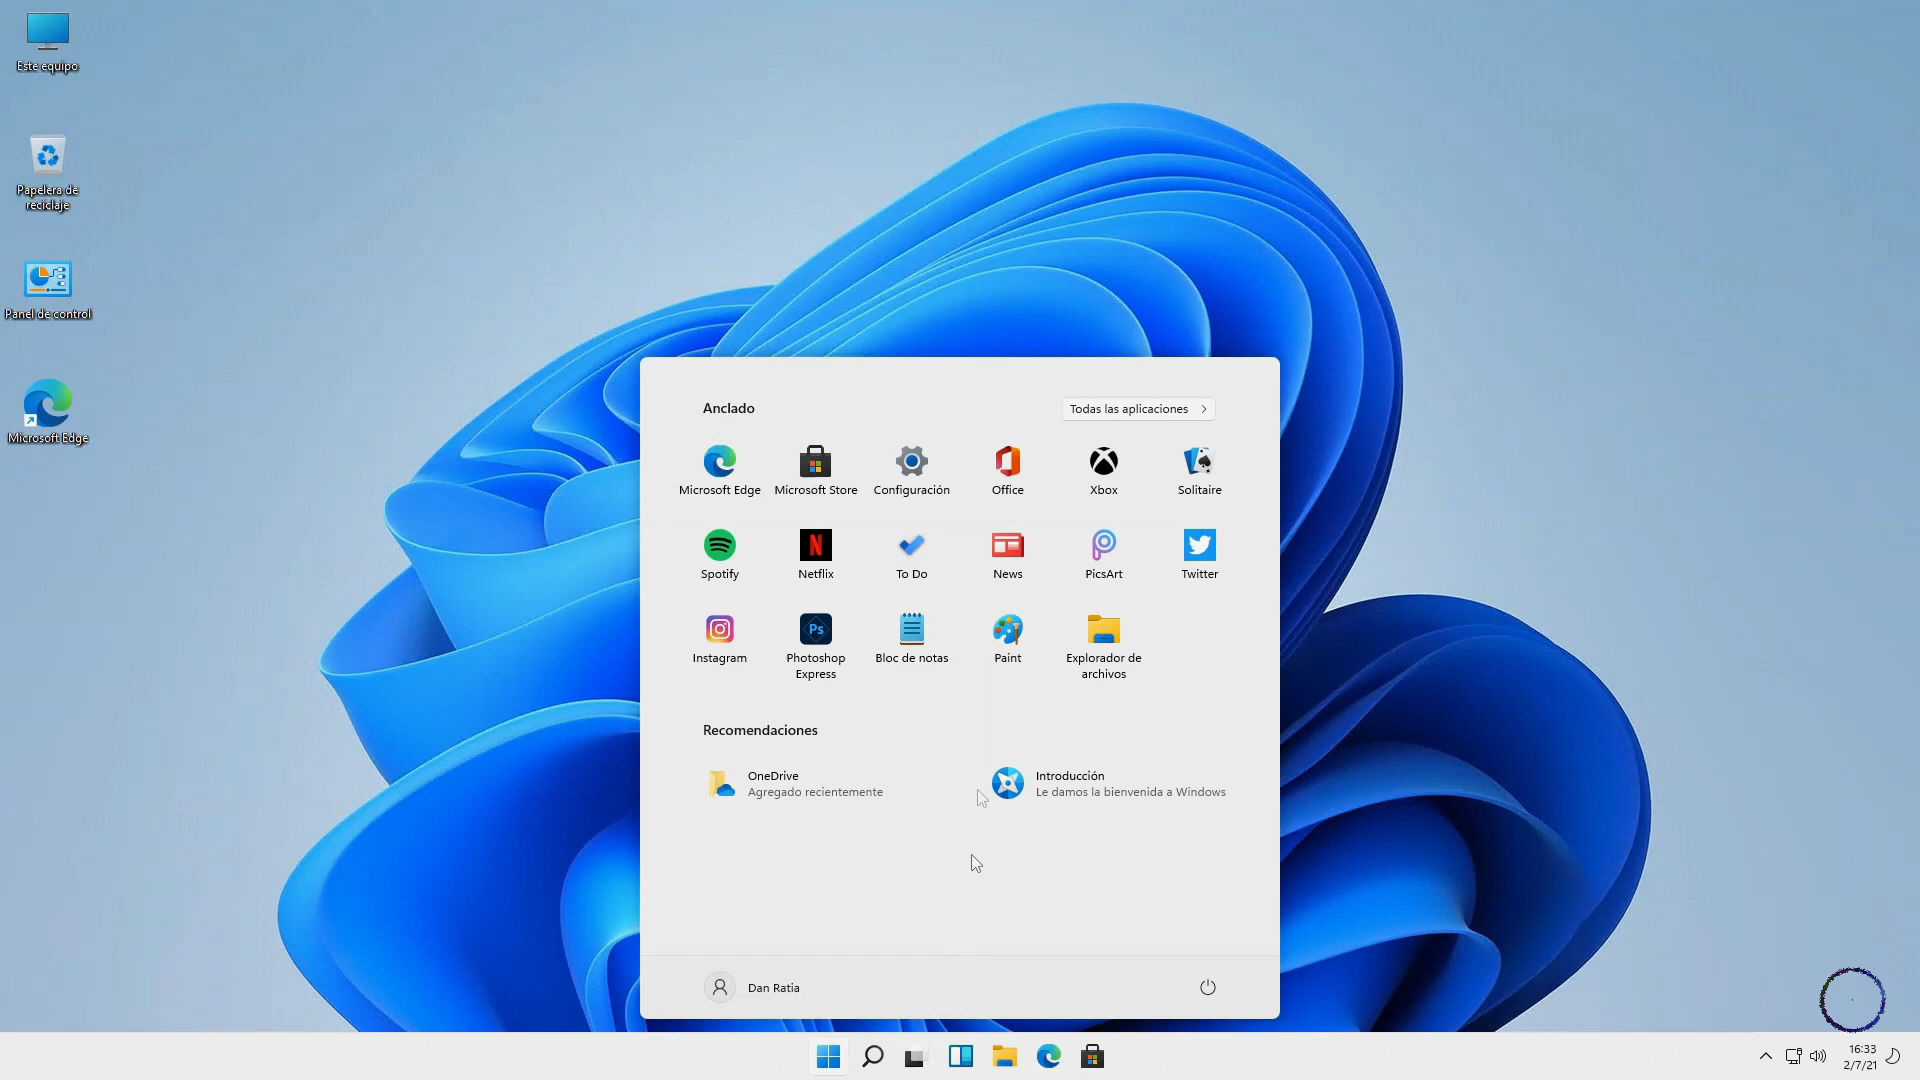 Este equipo
Papelera de
reciclaje
Panel de control
Microsoft Edge
Anclado
Todas las aplicaciones
Microsoft Edge
Microsoft Store
Configuración
Office
Xbox
Solitaire
Spotify
Netflix
To Do
News
PicsArt
Twitter
Instagram
Ps
Photoshop
Express
Bloc de notas
Paint
Explorador de
archivos
Recomendaciones
OneDrive
Agregado recientemente
Introducción
Le damos la bienvenida a Windows
Dan Ratia
16:33
2/7/21